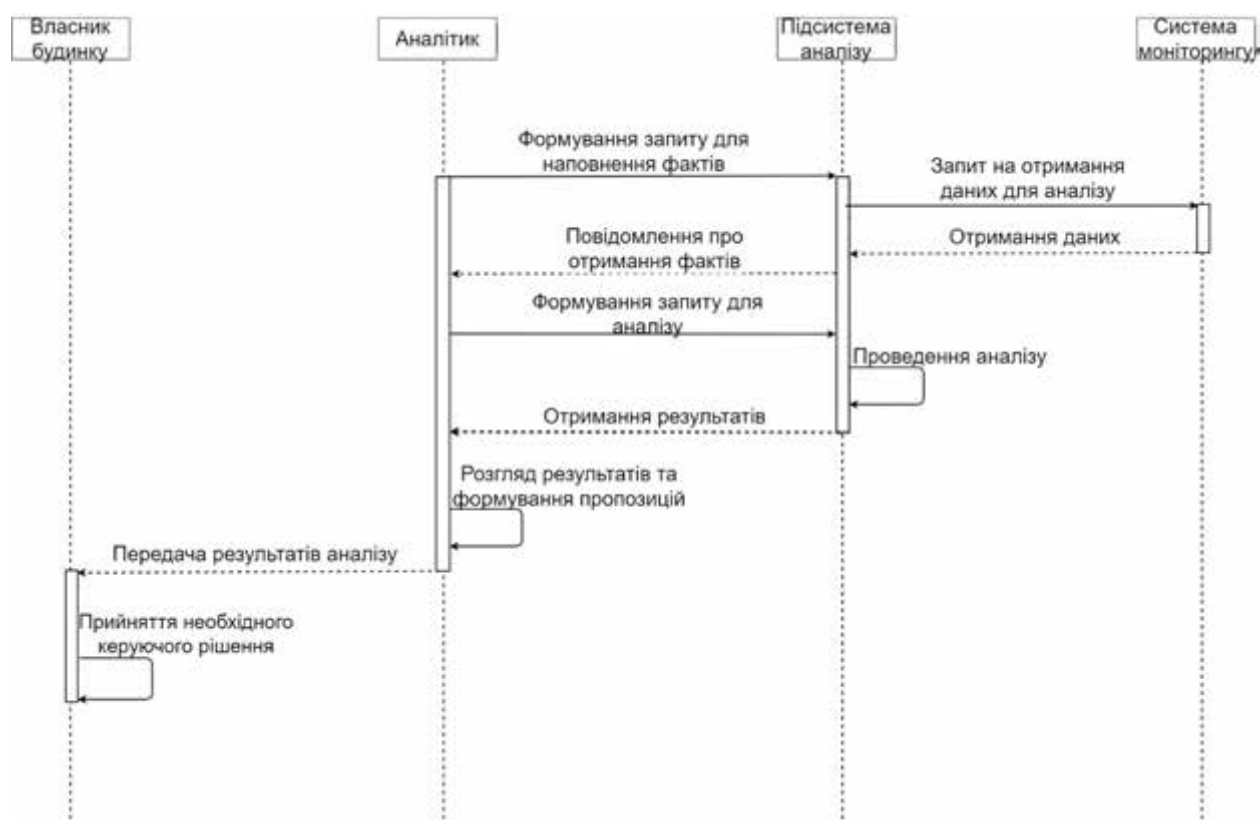 Власник
будинку
Аналітик
Підсистема
аналізу
Система
моніторингу
Формування запиту для
наповнення фактів
Запит на отримання
даних для аналізу
Отримання даних
Повідомлення про
отримання фактів
Формування запиту для
аналізу
Проведення аналізу
Отримання результатів
Розгляд результатів та
формування пропозицій
Передача результатів аналізу
Прийняття необхідного
керуючого рішення